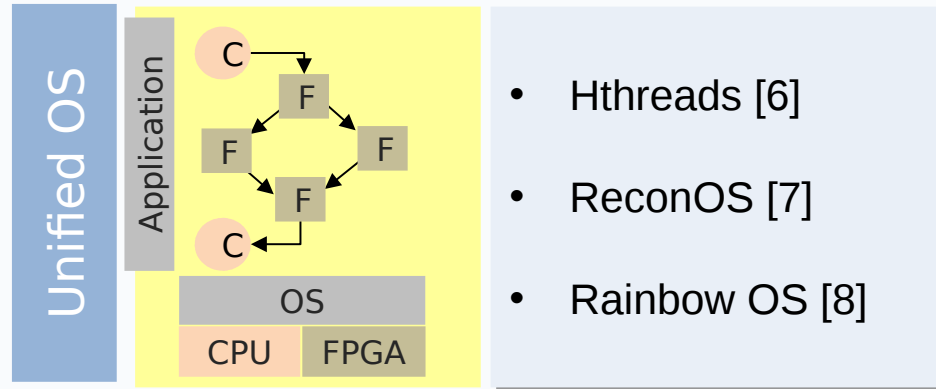 Unified OS
Application
C
F
F
F
F
C
OS
CPU
FPGA
• Hthreads [6]
• ReconOS [7]
• Rainbow OS [8]